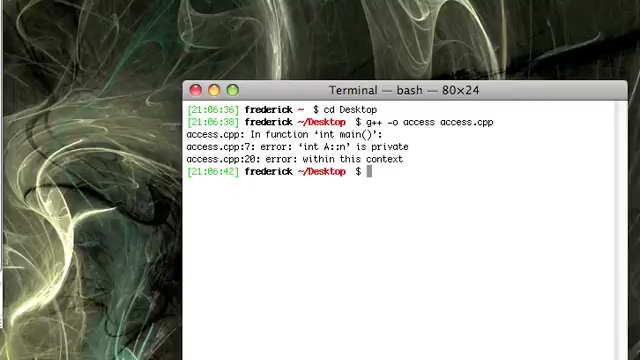 Terminal — bash — 80×24
[21:06:36] frederick ~ $ cd Desktop
[21:06:38] frederick ~/Desktop $ g++ -o access access.cpp
access.cpp: In function ‘int main()’:
access.cpp:7: error: ‘int A::n’ is private
access.cpp:20: error: within this context
[21:06:42] frederick ~/Desktop $